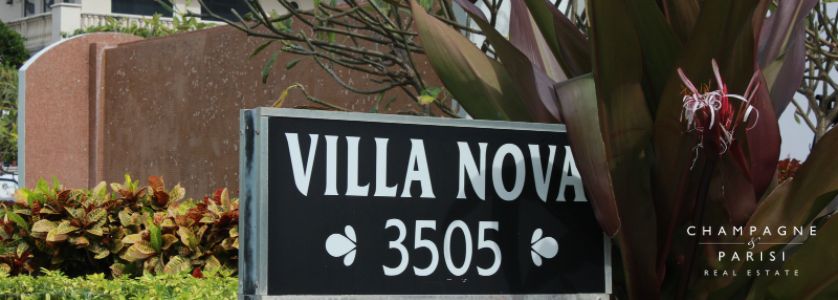 VILLA NOVA
3505
CHAMPAGNE
&
PARISI
REAL ESTATE